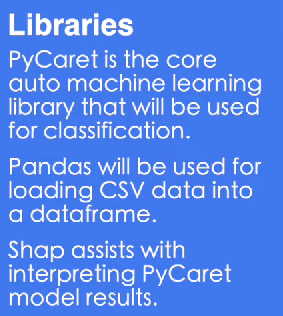 Libraries
PyCaret is the core
auto machine learning
library that will be used
for classification.
Pandas will be used for
loading CSV data into
a dataframe.
Shap assists with
interpreting PyCaret
model results.